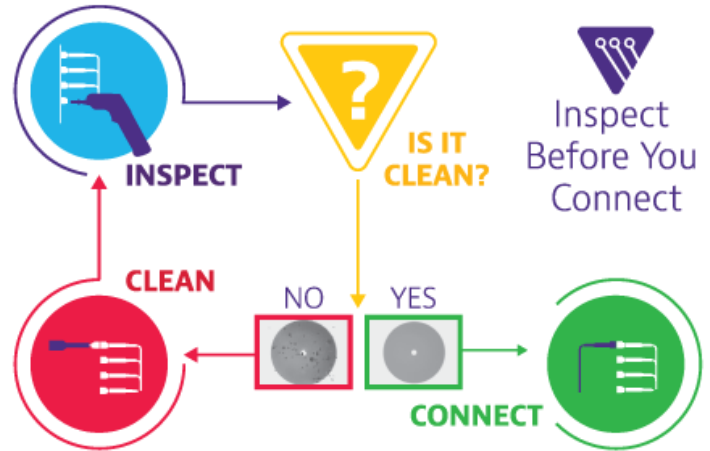 ?
INSPECT
IS IT
CLEAN?
Inspect
Before You
Connect
CLEAN
NO
YES
CONNECT